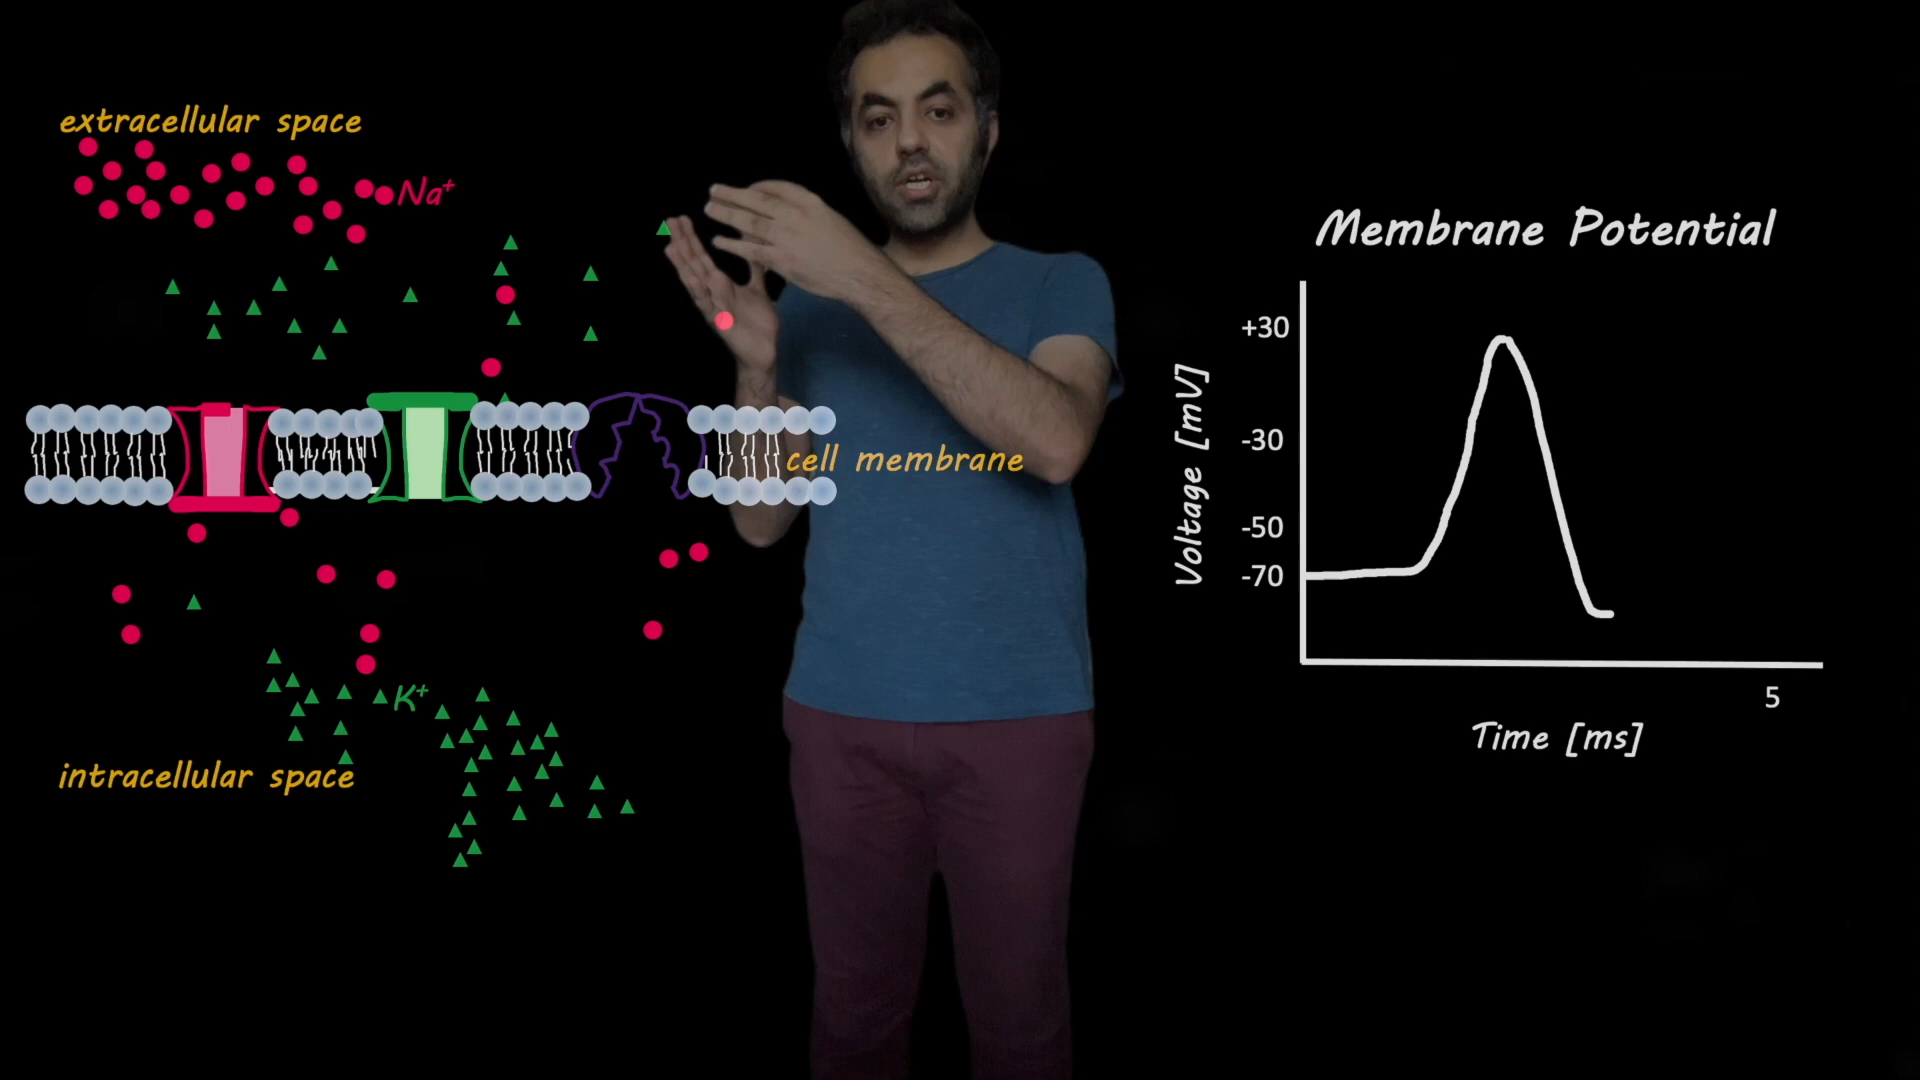 extracellular space
Na⁺
cell membrane
K⁺
intracellular space
Membrane Potential
Voltage [mV]
+30
-30
-50
-70
5
Time [ms]